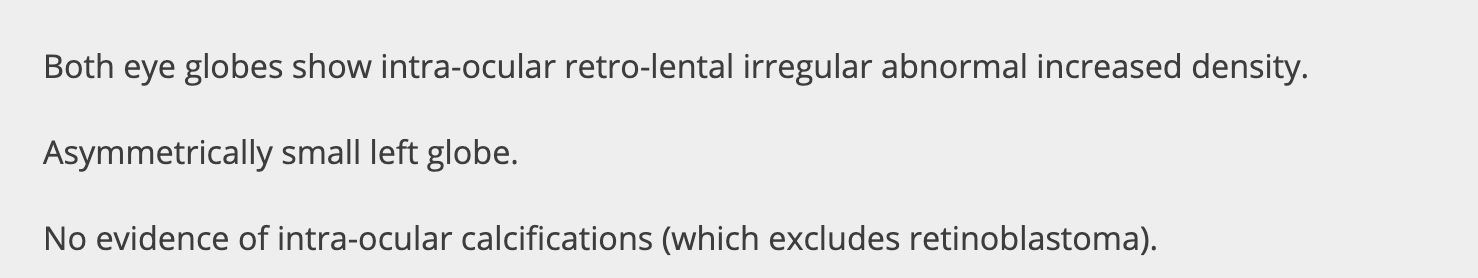 Both eye globes show intra-ocular retro-lental irregular abnormal increased density.
Asymmetrically small left globe.
No evidence of intra-ocular calcifications (which excludes retinoblastoma).